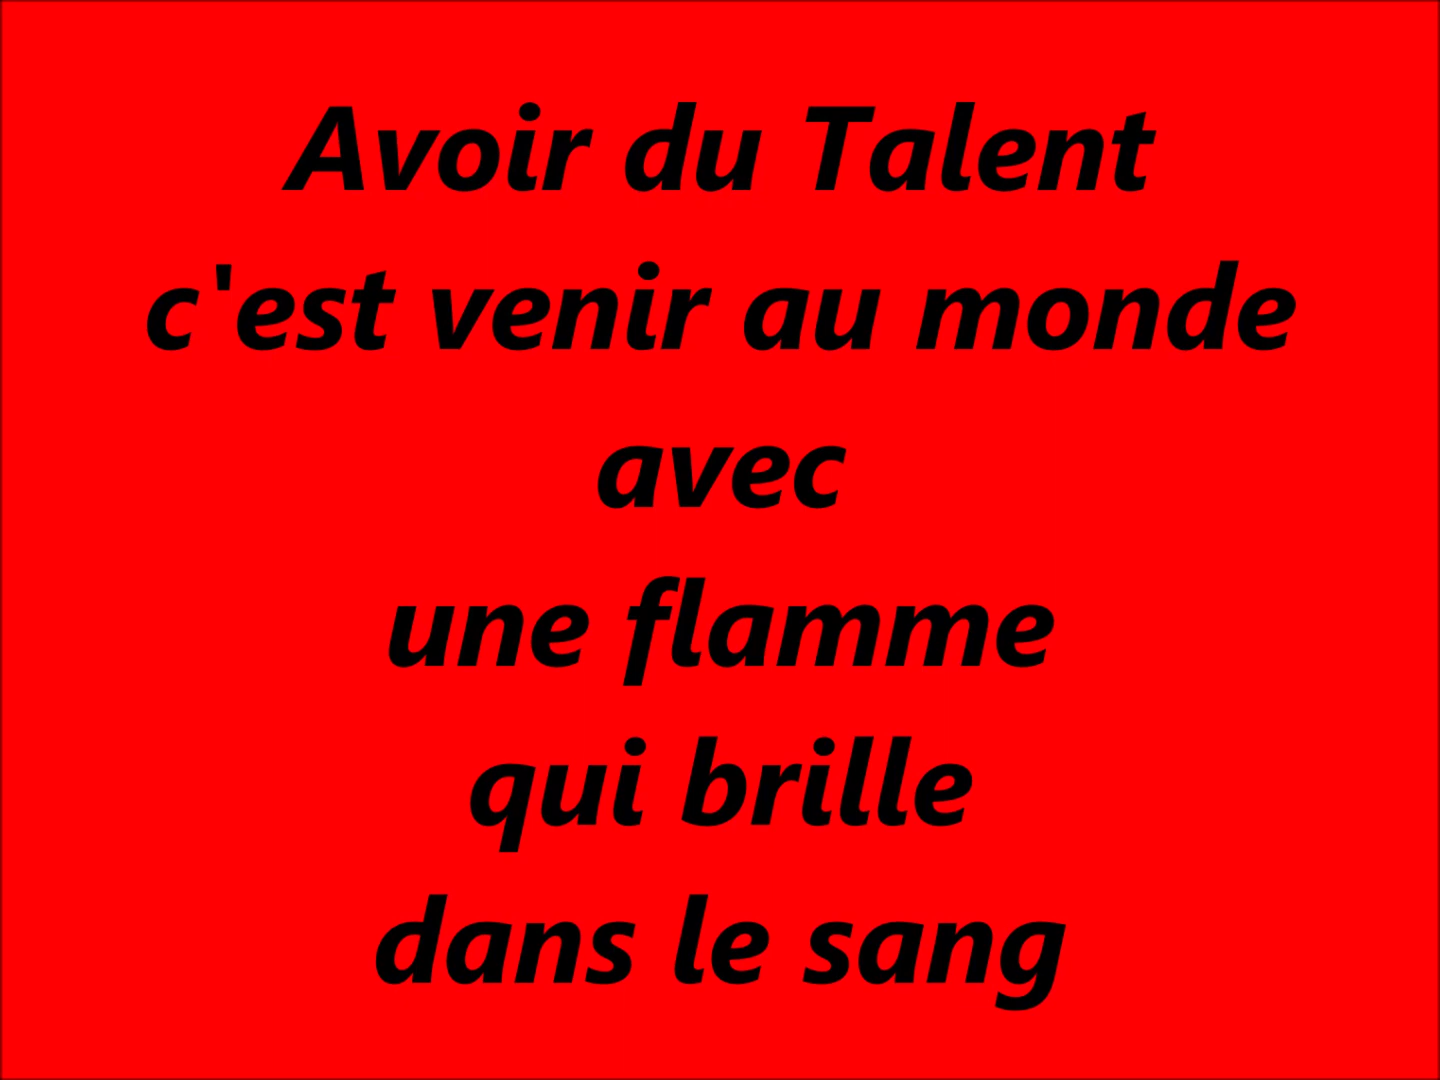 Avoir du Talent
c'est venir au monde
avec
une flamme
qui brille
dans le sang